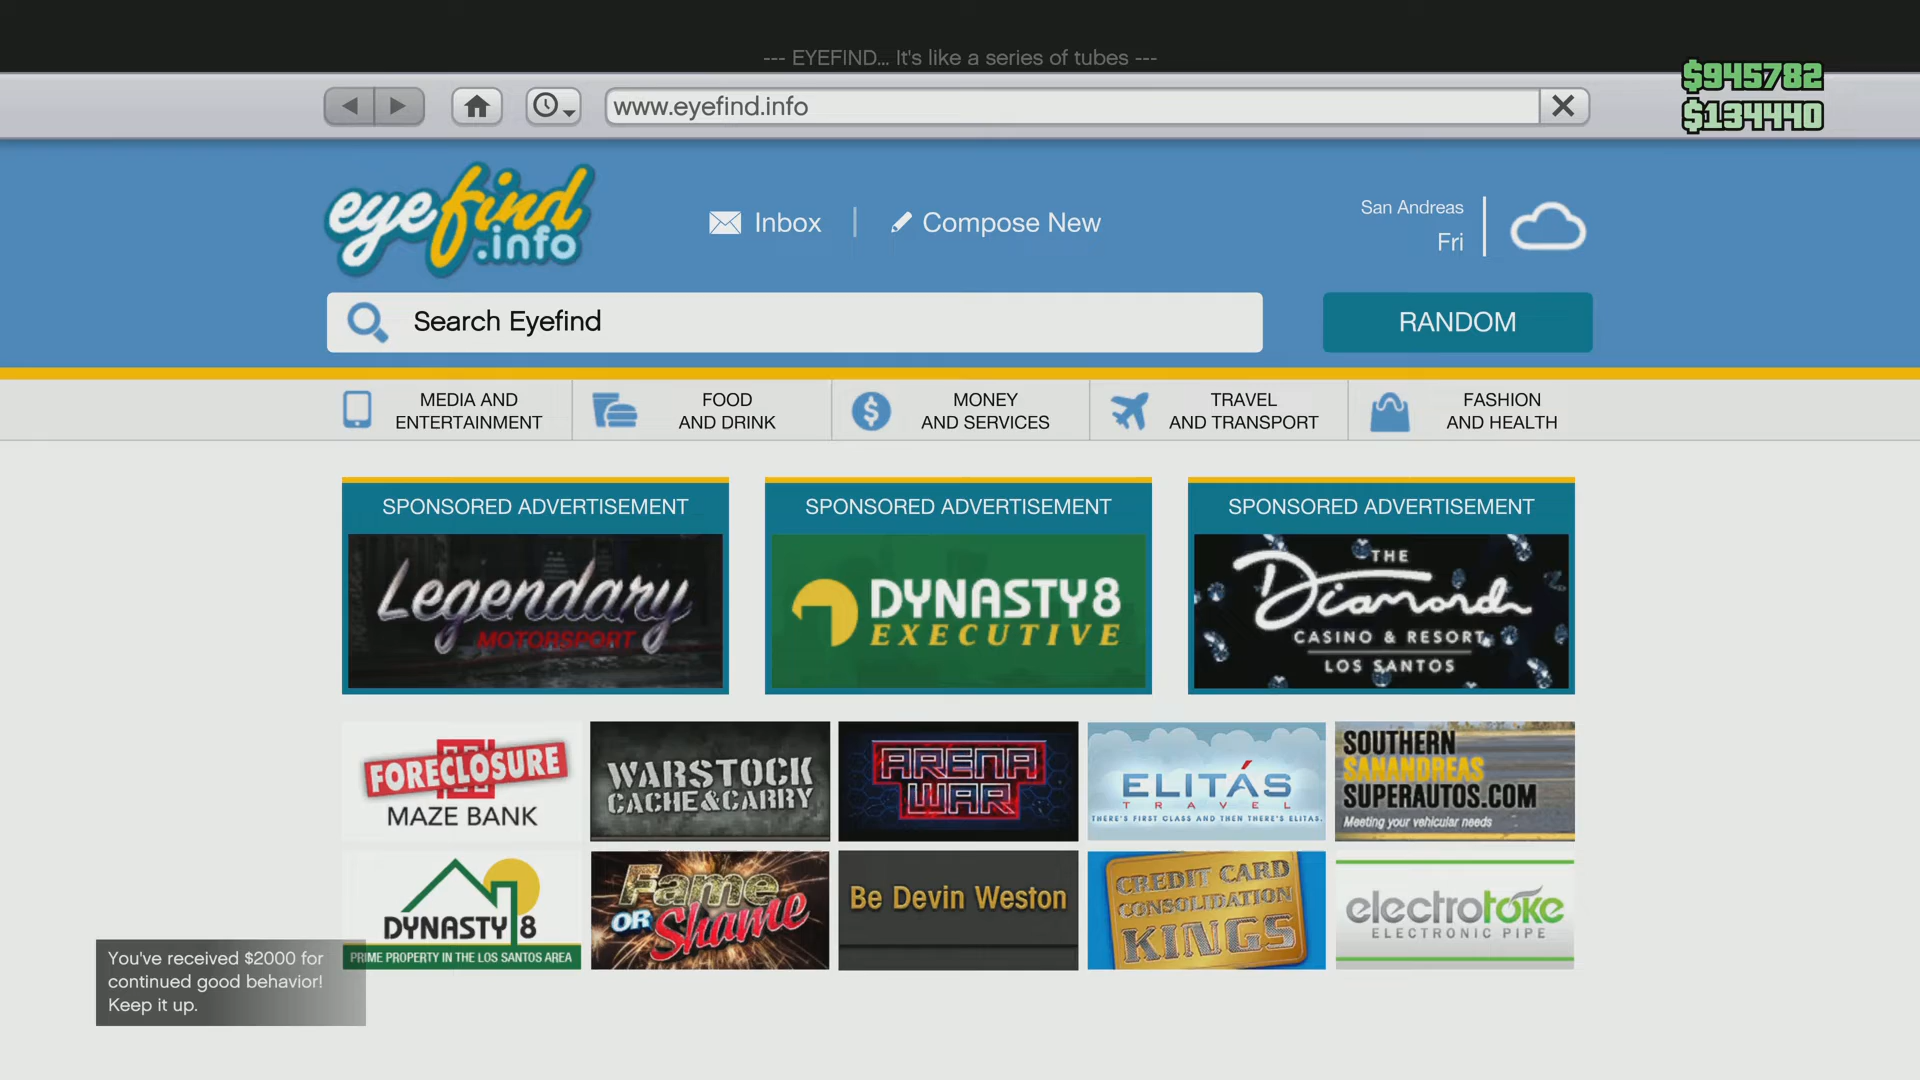 --- EYEFIND... It's like a series of tubes ---
$945782
$134440
www.eyefind.info
eyefind
.info
Inbox
Compose New
San Andreas
Fri
Search Eyefind
RANDOM
MEDIA AND
ENTERTAINMENT
FOOD
AND DRINK
MONEY
AND SERVICES
TRAVEL
AND TRANSPORT
FASHION
AND HEALTH
SPONSORED ADVERTISEMENT
Legendary
MOTORSPORT
SPONSORED ADVERTISEMENT
DYNASTY8
EXECUTIVE
SPONSORED ADVERTISEMENT
THE
Diamond
CASINO & RESORT
LOS SANTOS
FORECLOSURE
MAZE BANK
WARSTOCK
CACHE&CARRY
ARENA
WAR
ELITÁS
TRAVEL
THERE'S FIRST CLASS AND THEN THERE'S ELITAS.
SOUTHERN
SANANDREAS
SUPERAUTOS.COM
Meeting your vehicular needs
DYNASTY 8
PRIME PROPERTY IN THE LOS SANTOS AREA
Fame
OR Shame
Be Devin Weston
CREDIT CARD
CONSOLIDATION
KINGS
electrotoke
ELECTRONIC PIPE
You've received $2000 for
continued good behavior!
Keep it up.